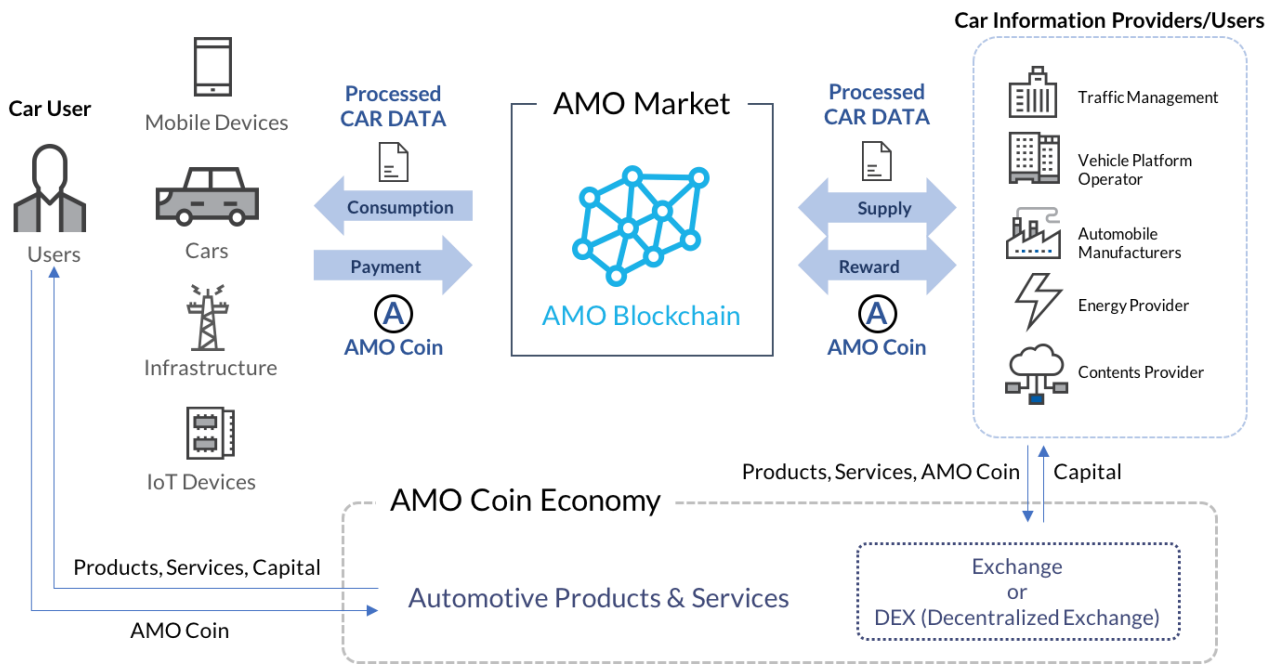 Car Information Providers/Users
Car User
Users
Mobile Devices
Cars
Infrastructure
IoT Devices
Processed
CAR DATA
Consumption
Payment
A
AMO Coin
AMO Market
AMO Blockchain
Processed
CAR DATA
Supply
Reward
A
AMO Coin
Traffic Management
Vehicle Platform
Operator
Automobile
Manufacturers
Energy Provider
Contents Provider
Products, Services, AMO Coin
Capital
AMO Coin Economy
Products, Services, Capital
AMO Coin
Automotive Products & Services
Exchange
or
DEX (Decentralized Exchange)